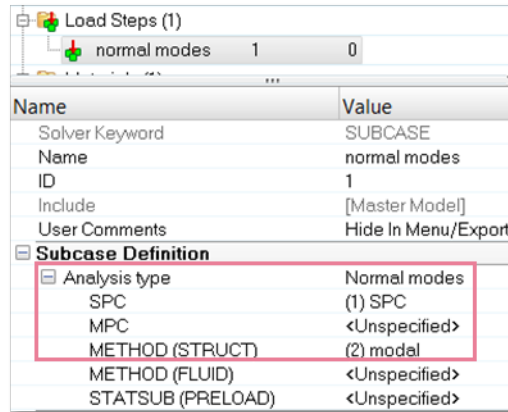 Load Steps (1)
normal modes 1 0
Name Value
Solver Keyword SUBCASE
Name normal modes
ID 1
Include [Master Model]
User Comments Hide In Menu/Export
Subcase Definition
Analysis type Normal modes
SPC (1) SPC
MPC <Unspecified>
METHOD (STRUCT) (2) modal
METHOD (FLUID) <Unspecified>
STATSUB (PRELOAD) <Unspecified>